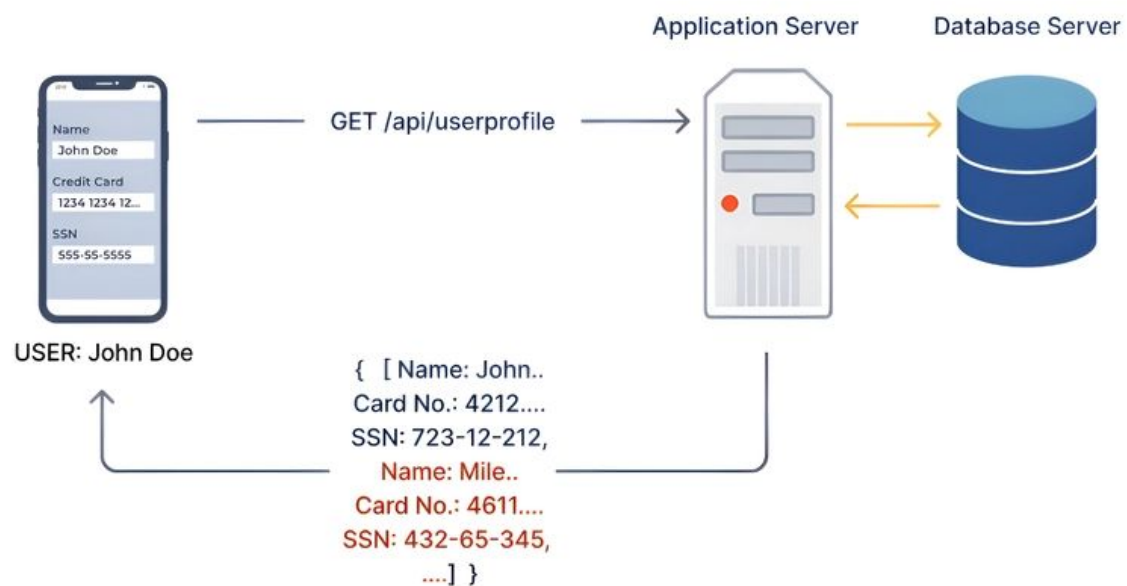 Application Server
Database Server
Name
John Doe
Credit Card
1234 1234 12...
SSN
555-55-5555
GET /api/userprofile
USER: John Doe
{ [ Name: John..
Card No.: 4212....
SSN: 723-12-212,
Name: Mile..
Card No.: 4611....
SSN: 432-65-345,
....] }